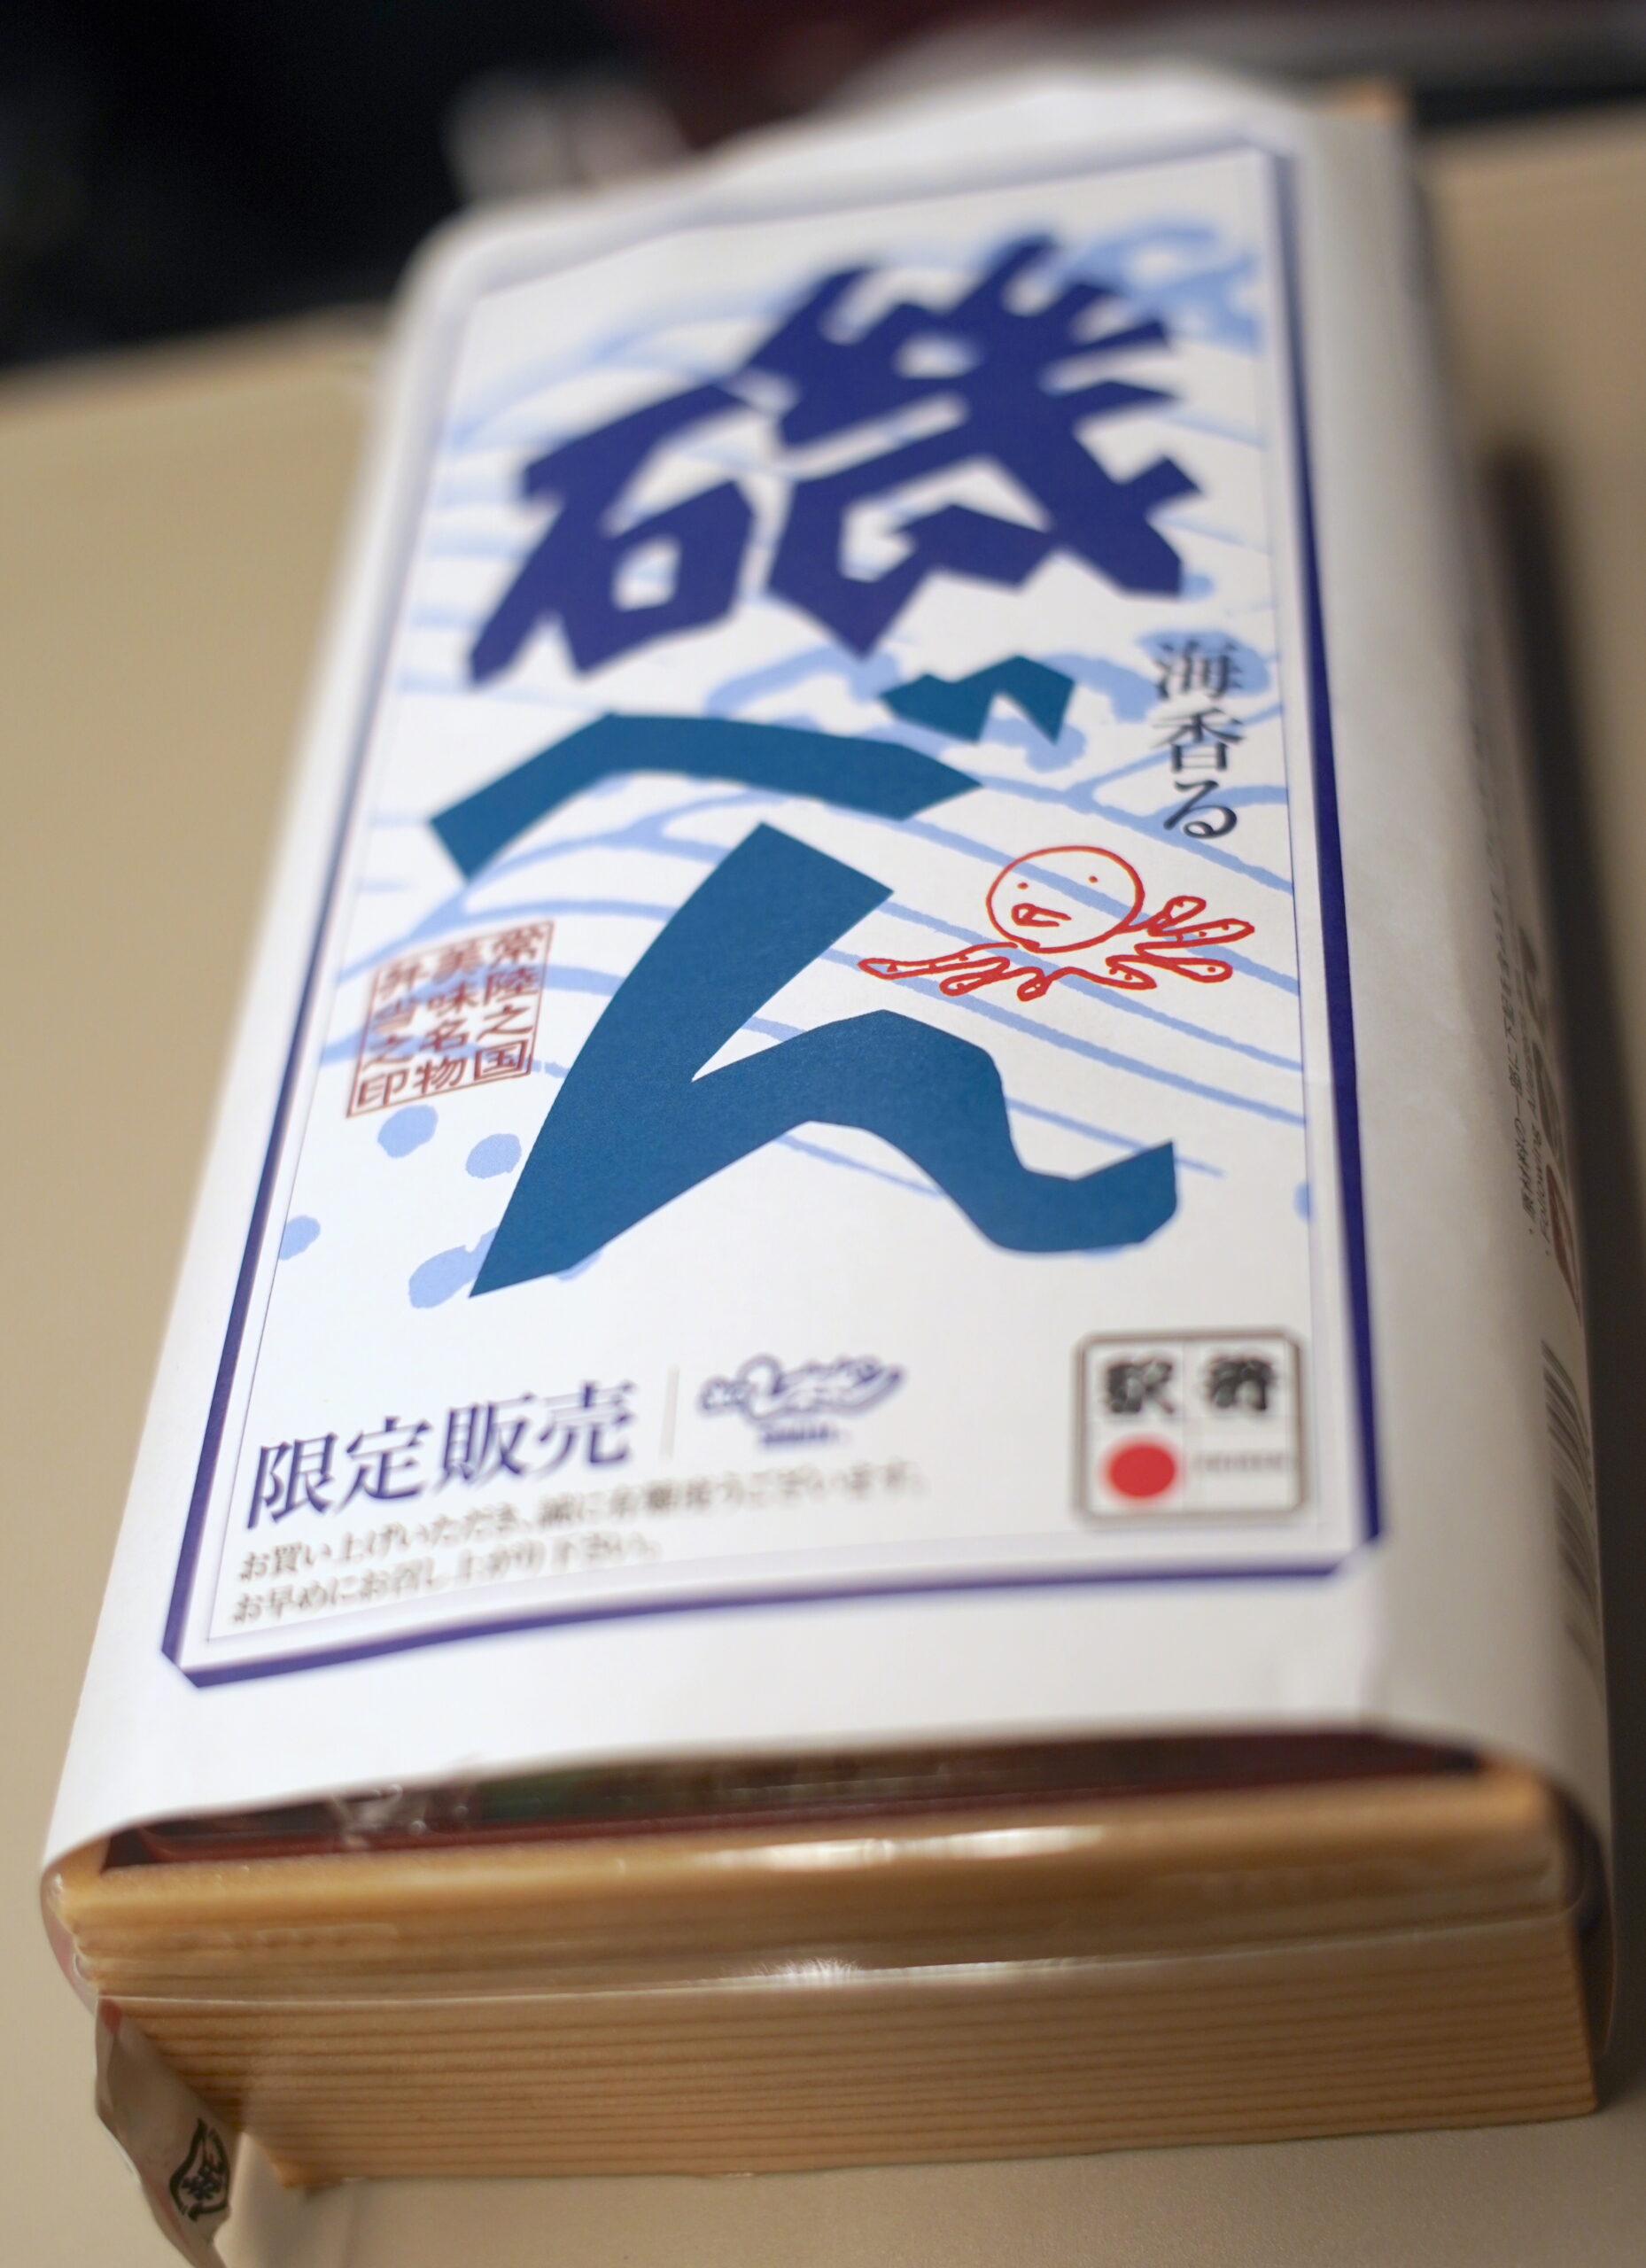 磯
べん
海香る
常陸之国
美味名物
弁当之印
限定販売
お買い上げいただき、誠に有難うございます。
お早めにお召し上がり下さい。
駅弁